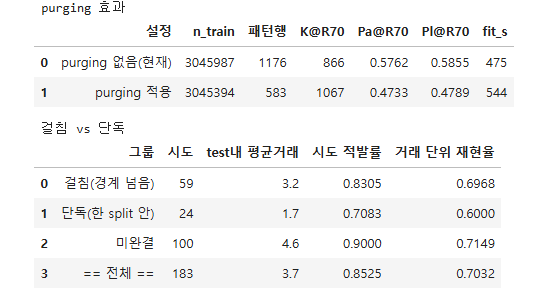 purging 효과
설정 n_train 패턴행 K@R70 Pa@R70 Pl@R70 fit_s
0 purging 없음(현재) 3045987 1176 866 0.5762 0.5855 475
1 purging 적용 3045394 583 1067 0.4733 0.4789 544
걸침 vs 단독
그룹 시도 test내 평균거래 시도 적발률 거래 단위 재현율
0 걸침(경계 넘음) 59 3.2 0.8305 0.6968
1 단독(한 split 안) 24 1.7 0.7083 0.6000
2 미완결 100 4.6 0.9000 0.7149
3 == 전체 == 183 3.7 0.8525 0.7032